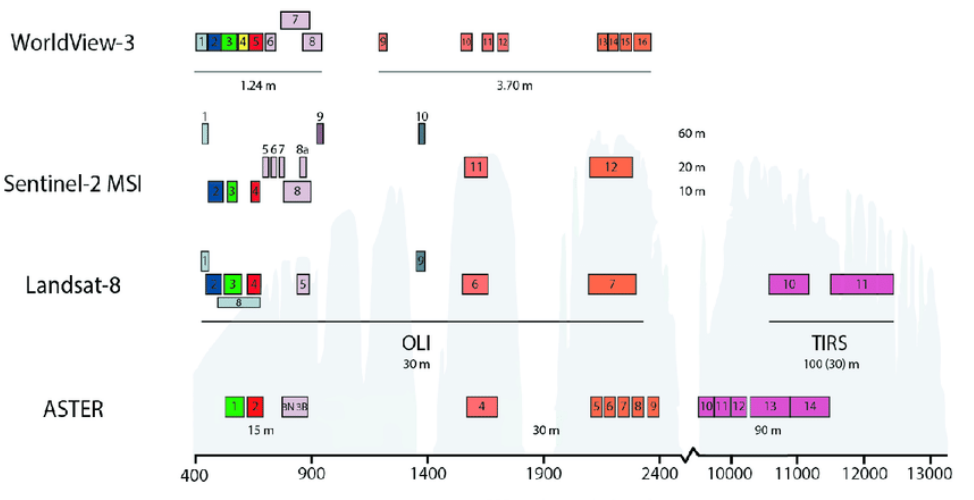 7
WorldView-3 1 2 3 4 5 6 8 9 10 11 12 13 14 15 16
1.24 m 3.70 m
1 9 10 60 m
5 6 7 8a 11 12 20 m
Sentinel-2 MSI 2 3 4 8 10 m
1 9
Landsat-8 2 3 4 5 6 7 10 11
8
OLI TIRS
30 m 100 (30) m
ASTER 1 2 3N 3B 4 5 6 7 8 9 10 11 12 13 14
15 m 30 m 90 m
400 900 1400 1900 2400 10000 11000 12000 13000